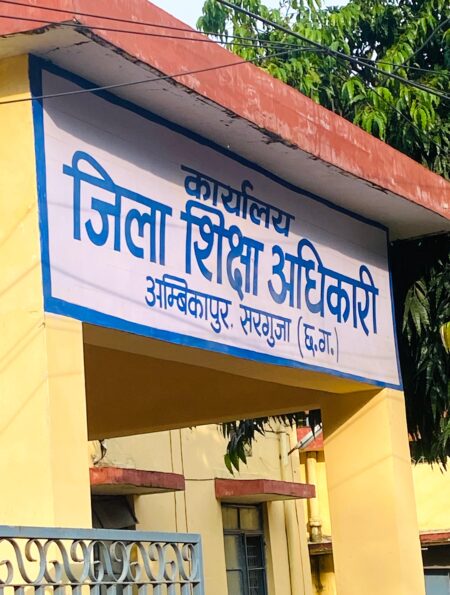 कार्यालय
जिला शिक्षा अधिकारी
अम्बिकापुर, सरगुजा (छ.ग.)